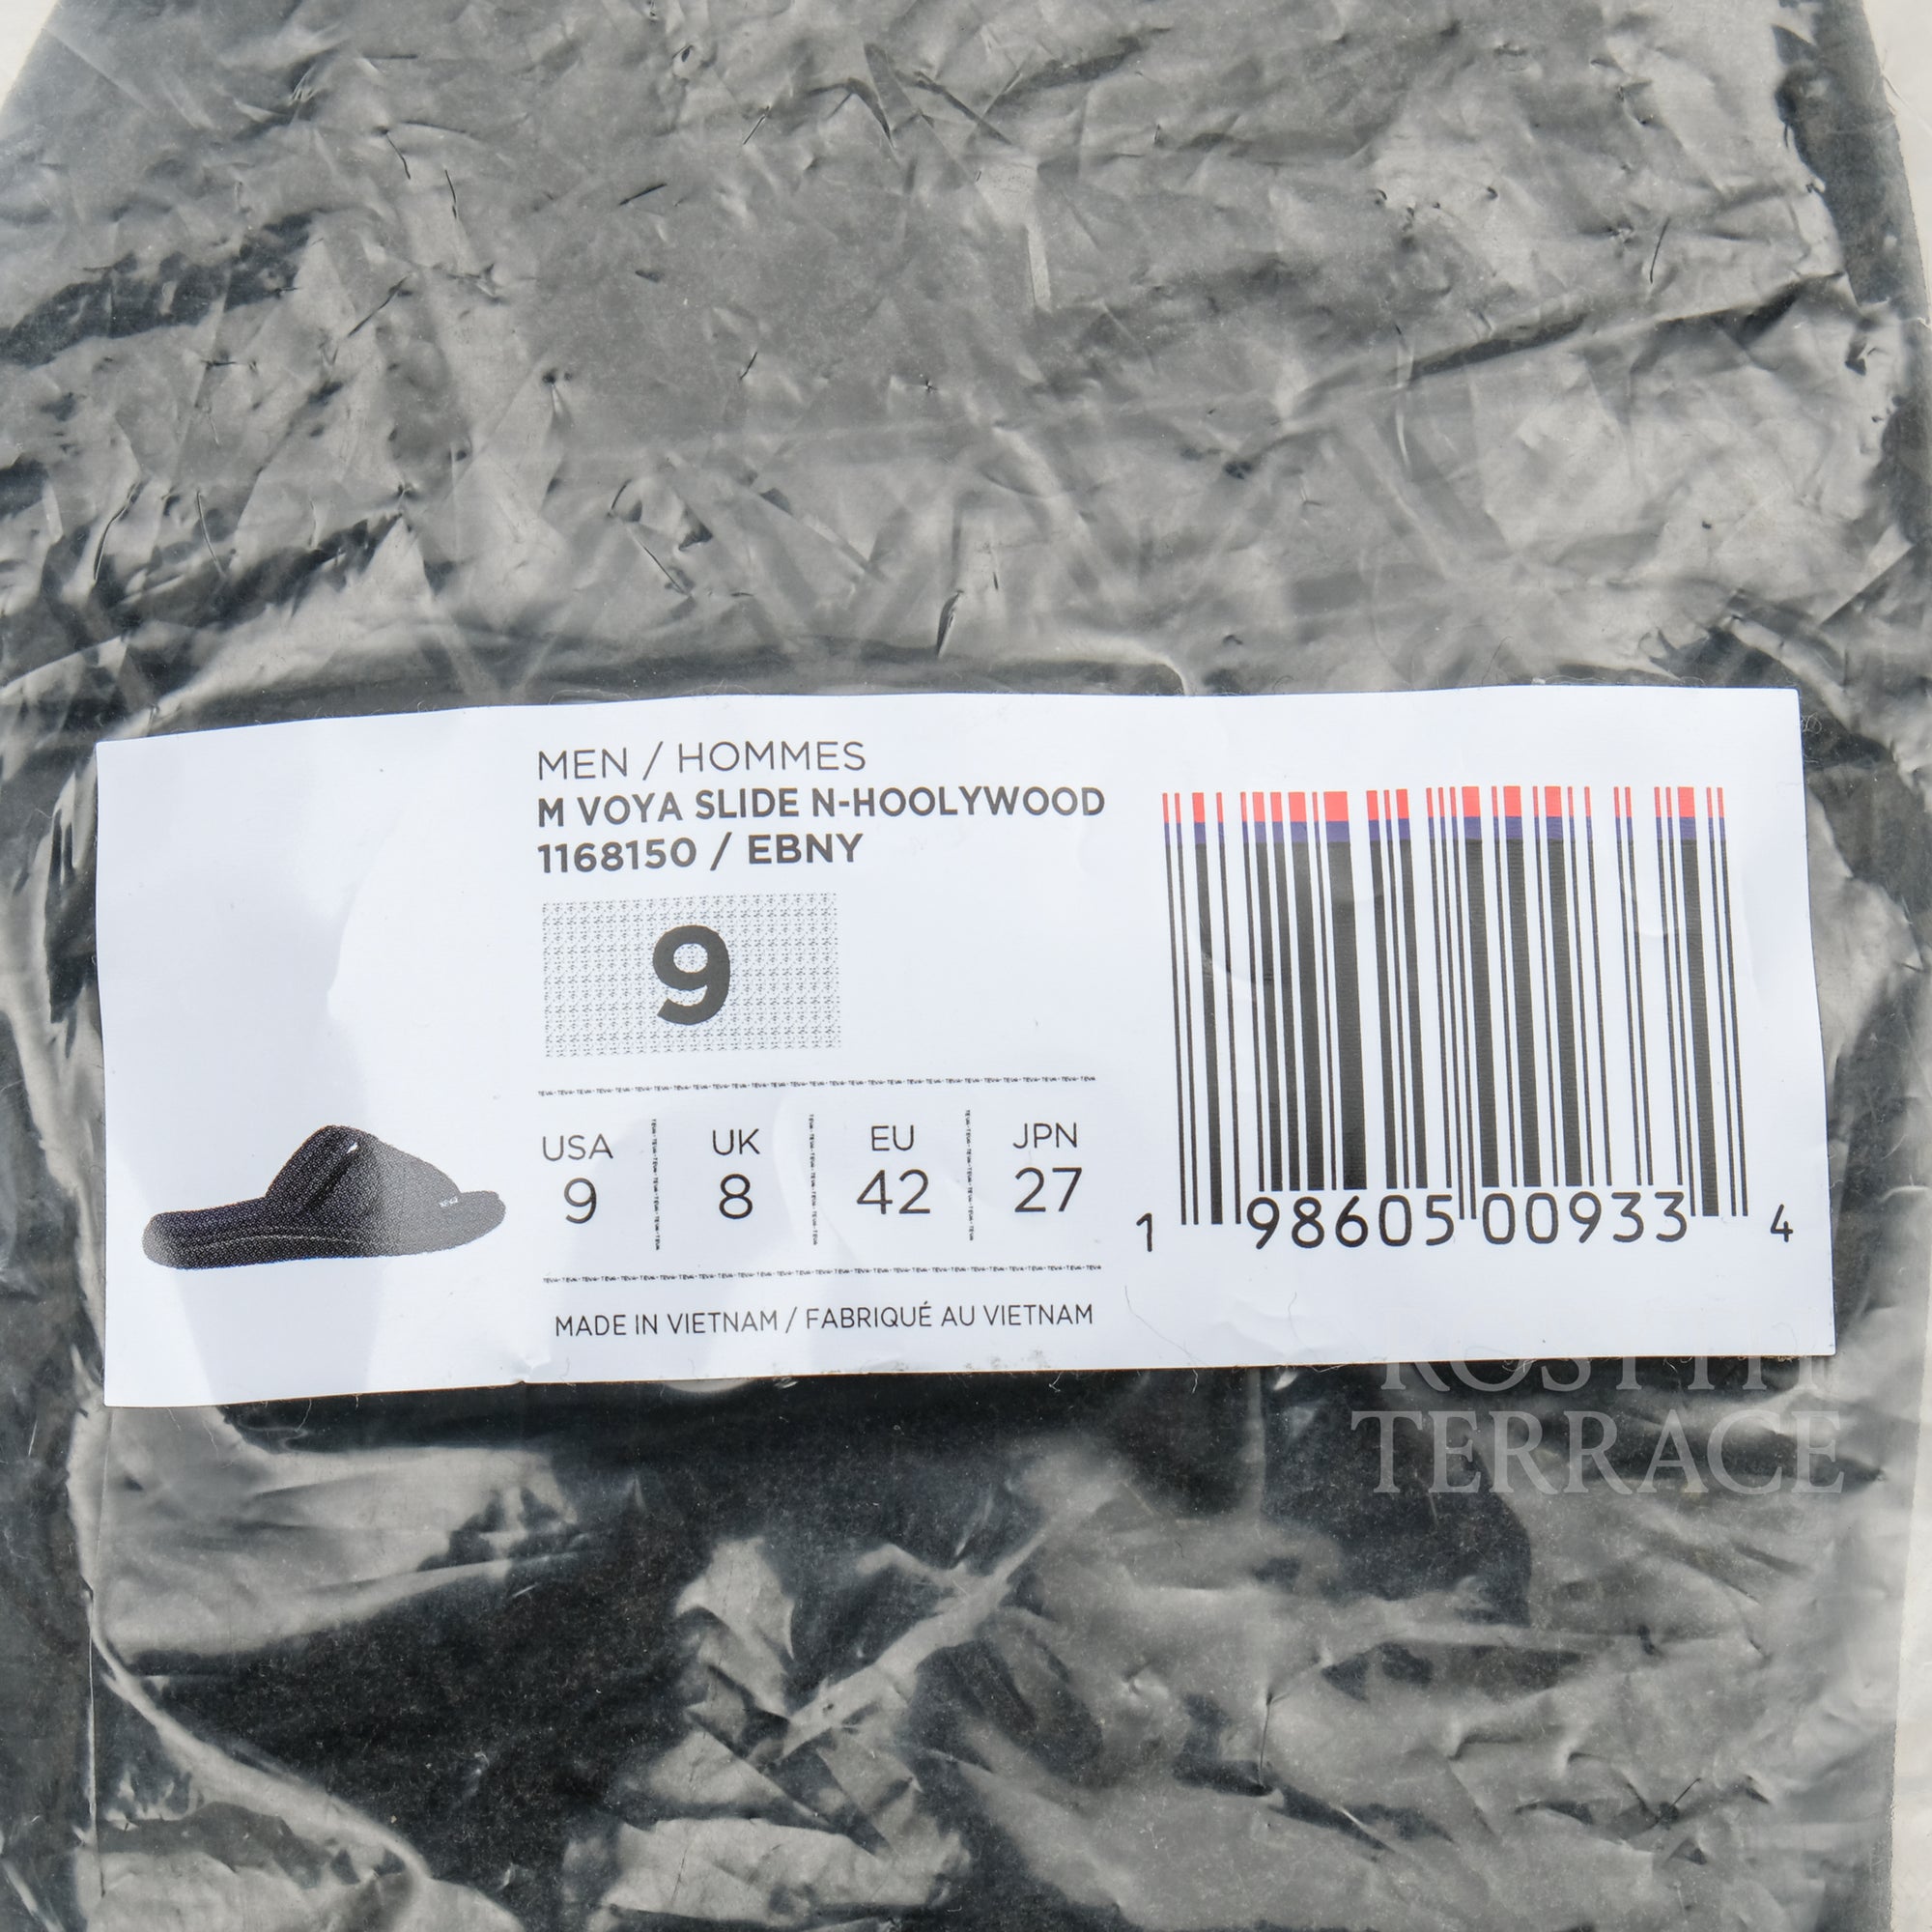 MEN / HOMMES
M VOYA SLIDE N-HOOLYWOOD
1168150 / EBNY
9
USA UK EU JPN
9 8 42 27
MADE IN VIETNAM / FABRIQUÉ AU VIETNAM
1 98605 00933 4
TERRACE